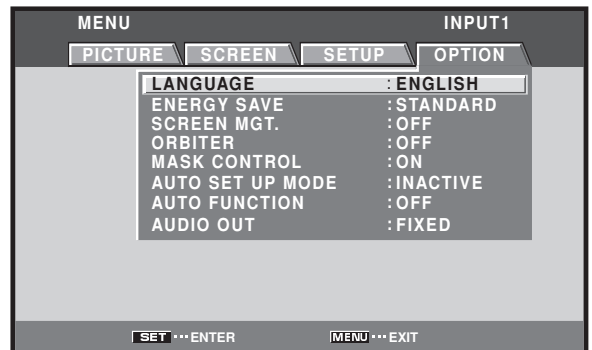 MENU INPUT1
PICTURE SCREEN SETUP OPTION
LANGUAGE :ENGLISH
ENERGY SAVE :STANDARD
SCREEN MGT. :OFF
ORBITER :OFF
MASK CONTROL :ON
AUTO SET UP MODE :INACTIVE
AUTO FUNCTION :OFF
AUDIO OUT :FIXED
SET ··· ENTER MENU ··· EXIT